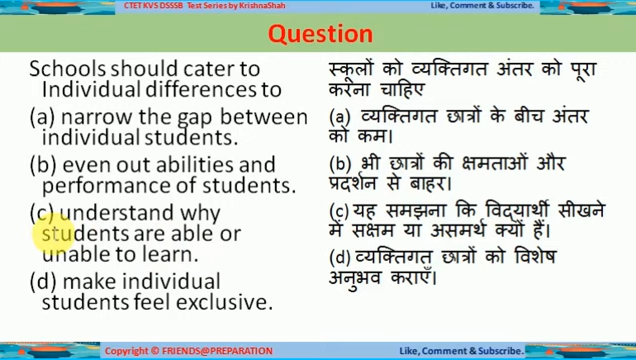 CTET KVS DSSSB Test Series by KrishnaShah
Like, Comment & Subscribe.
Question
Schools should cater to
Individual differences to
(a) narrow the gap between
individual students.
(b) even out abilities and
performance of students.
(c) understand why
students are able or
unable to learn.
(d) make individual
students feel exclusive.
स्कूलों को व्यक्तिगत अंतर को पूरा
करना चाहिए
(a) व्यक्तिगत छात्रों के बीच अंतर
को कम।
(b) भी छात्रों की क्षमताओं और
प्रदर्शन से बाहर।
(c) यह समझना कि विद्यार्थी सीखने
में सक्षम या असमर्थ क्यों हैं।
(d) व्यक्तिगत छात्रों को विशेष
अनुभव कराएँ।
Copyright © FRIENDS@PREPARATION
Like, Comment & Subscribe.